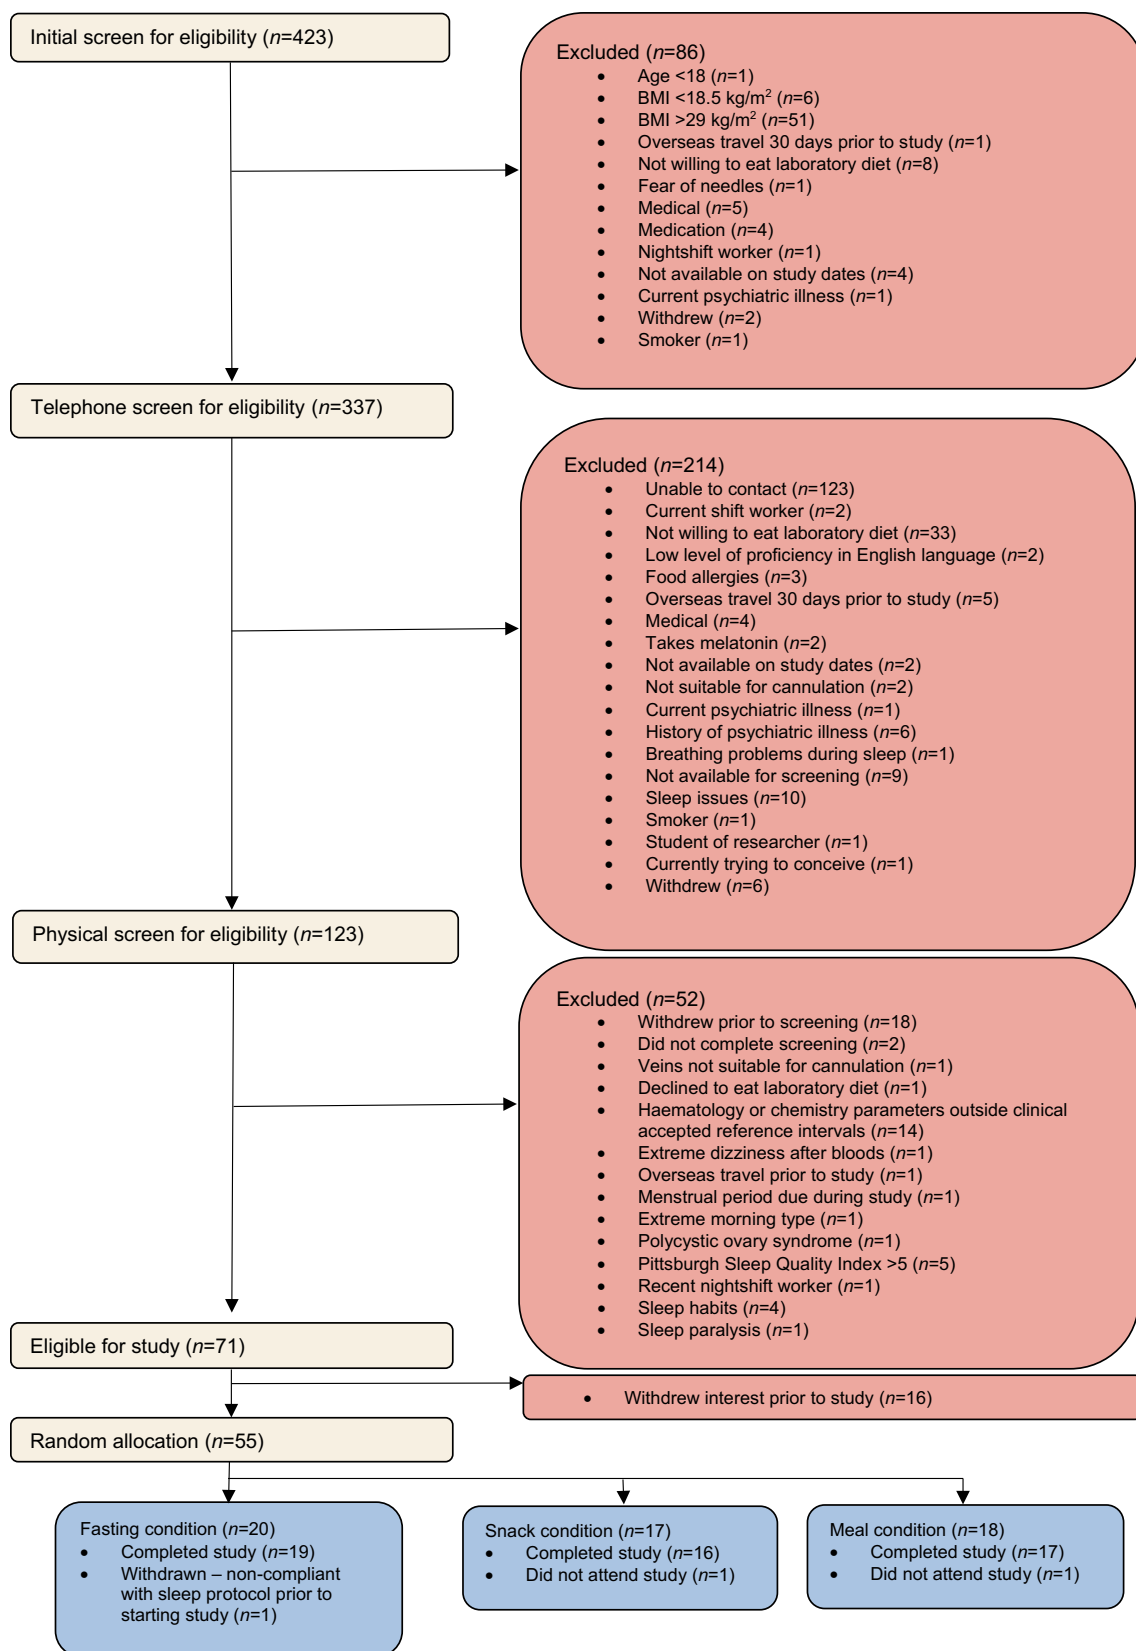 Initial screen for eligibility (n=423)
Excluded (n=86)
• Age <18 (n=1)
• BMI <18.5 kg/m² (n=6)
• BMI >29 kg/m² (n=51)
• Overseas travel 30 days prior to study (n=1)
• Not willing to eat laboratory diet (n=8)
• Fear of needles (n=1)
• Medical (n=5)
• Medication (n=4)
• Nightshift worker (n=1)
• Not available on study dates (n=4)
• Current psychiatric illness (n=1)
• Withdrew (n=2)
• Smoker (n=1)
Telephone screen for eligibility (n=337)
Excluded (n=214)
• Unable to contact (n=123)
• Current shift worker (n=2)
• Not willing to eat laboratory diet (n=33)
• Low level of proficiency in English language (n=2)
• Food allergies (n=3)
• Overseas travel 30 days prior to study (n=5)
• Medical (n=4)
• Takes melatonin (n=2)
• Not available on study dates (n=2)
• Not suitable for cannulation (n=2)
• Current psychiatric illness (n=1)
• History of psychiatric illness (n=6)
• Breathing problems during sleep (n=1)
• Not available for screening (n=9)
• Sleep issues (n=10)
• Smoker (n=1)
• Student of researcher (n=1)
• Currently trying to conceive (n=1)
• Withdrew (n=6)
Physical screen for eligibility (n=123)
Excluded (n=52)
• Withdrew prior to screening (n=18)
• Did not complete screening (n=2)
• Veins not suitable for cannulation (n=1)
• Declined to eat laboratory diet (n=1)
• Haematology or chemistry parameters outside clinical
accepted reference intervals (n=14)
• Extreme dizziness after bloods (n=1)
• Overseas travel prior to study (n=1)
• Menstrual period due during study (n=1)
• Extreme morning type (n=1)
• Polycystic ovary syndrome (n=1)
• Pittsburgh Sleep Quality Index >5 (n=5)
• Recent nightshift worker (n=1)
• Sleep habits (n=4)
• Sleep paralysis (n=1)
Eligible for study (n=71)
• Withdrew interest prior to study (n=16)
Random allocation (n=55)
Fasting condition (n=20)
• Completed study (n=19)
• Withdrawn – non-compliant
with sleep protocol prior to
starting study (n=1)
Snack condition (n=17)
• Completed study (n=16)
• Did not attend study (n=1)
Meal condition (n=18)
• Completed study (n=17)
• Did not attend study (n=1)